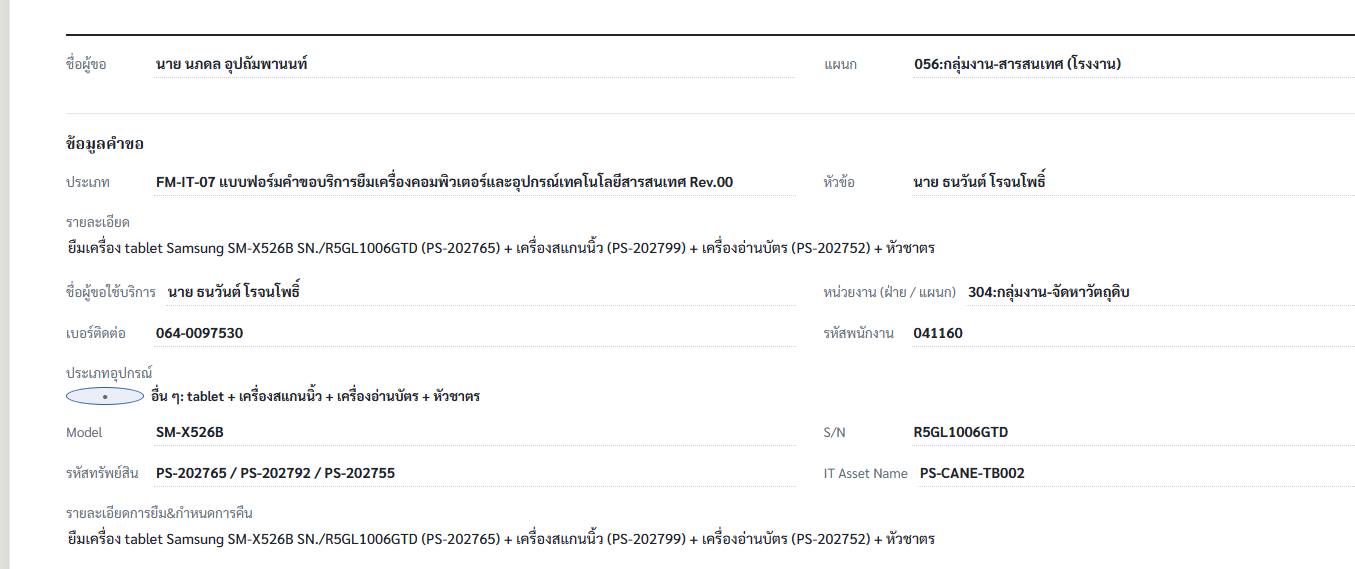 ชื่อผู้ขอ นาย นภดล อุปถัมพานนท์ แผนก 056:กลุ่มงาน-สารสนเทศ (โรงงาน)
ข้อมูลคำขอ
ประเภท FM-IT-07 แบบฟอร์มคำขอบริการยืมเครื่องคอมพิวเตอร์และอุปกรณ์เทคโนโลยีสารสนเทศ Rev.00 หัวข้อ นาย ธนวันต์ โรจนโพธิ์
รายละเอียด
ยืมเครื่อง tablet Samsung SM-X526B SN./R5GL1006GTD (PS-202765) + เครื่องสแกนนิ้ว (PS-202799) + เครื่องอ่านบัตร (PS-202752) + หัวชาตร
ชื่อผู้ขอใช้บริการ นาย ธนวันต์ โรจนโพธิ์ หน่วยงาน (ฝ่าย / แผนก) 304:กลุ่มงาน-จัดหาวัตถุดิบ
เบอร์ติดต่อ 064-0097530 รหัสพนักงาน 041160
ประเภทอุปกรณ์
อื่น ๆ: tablet + เครื่องสแกนนิ้ว + เครื่องอ่านบัตร + หัวชาตร
Model SM-X526B S/N R5GL1006GTD
รหัสทรัพย์สิน PS-202765 / PS-202792 / PS-202755 IT Asset Name PS-CANE-TB002
รายละเอียดการยืม&กำหนดการคืน
ยืมเครื่อง tablet Samsung SM-X526B SN./R5GL1006GTD (PS-202765) + เครื่องสแกนนิ้ว (PS-202799) + เครื่องอ่านบัตร (PS-202752) + หัวชาตร